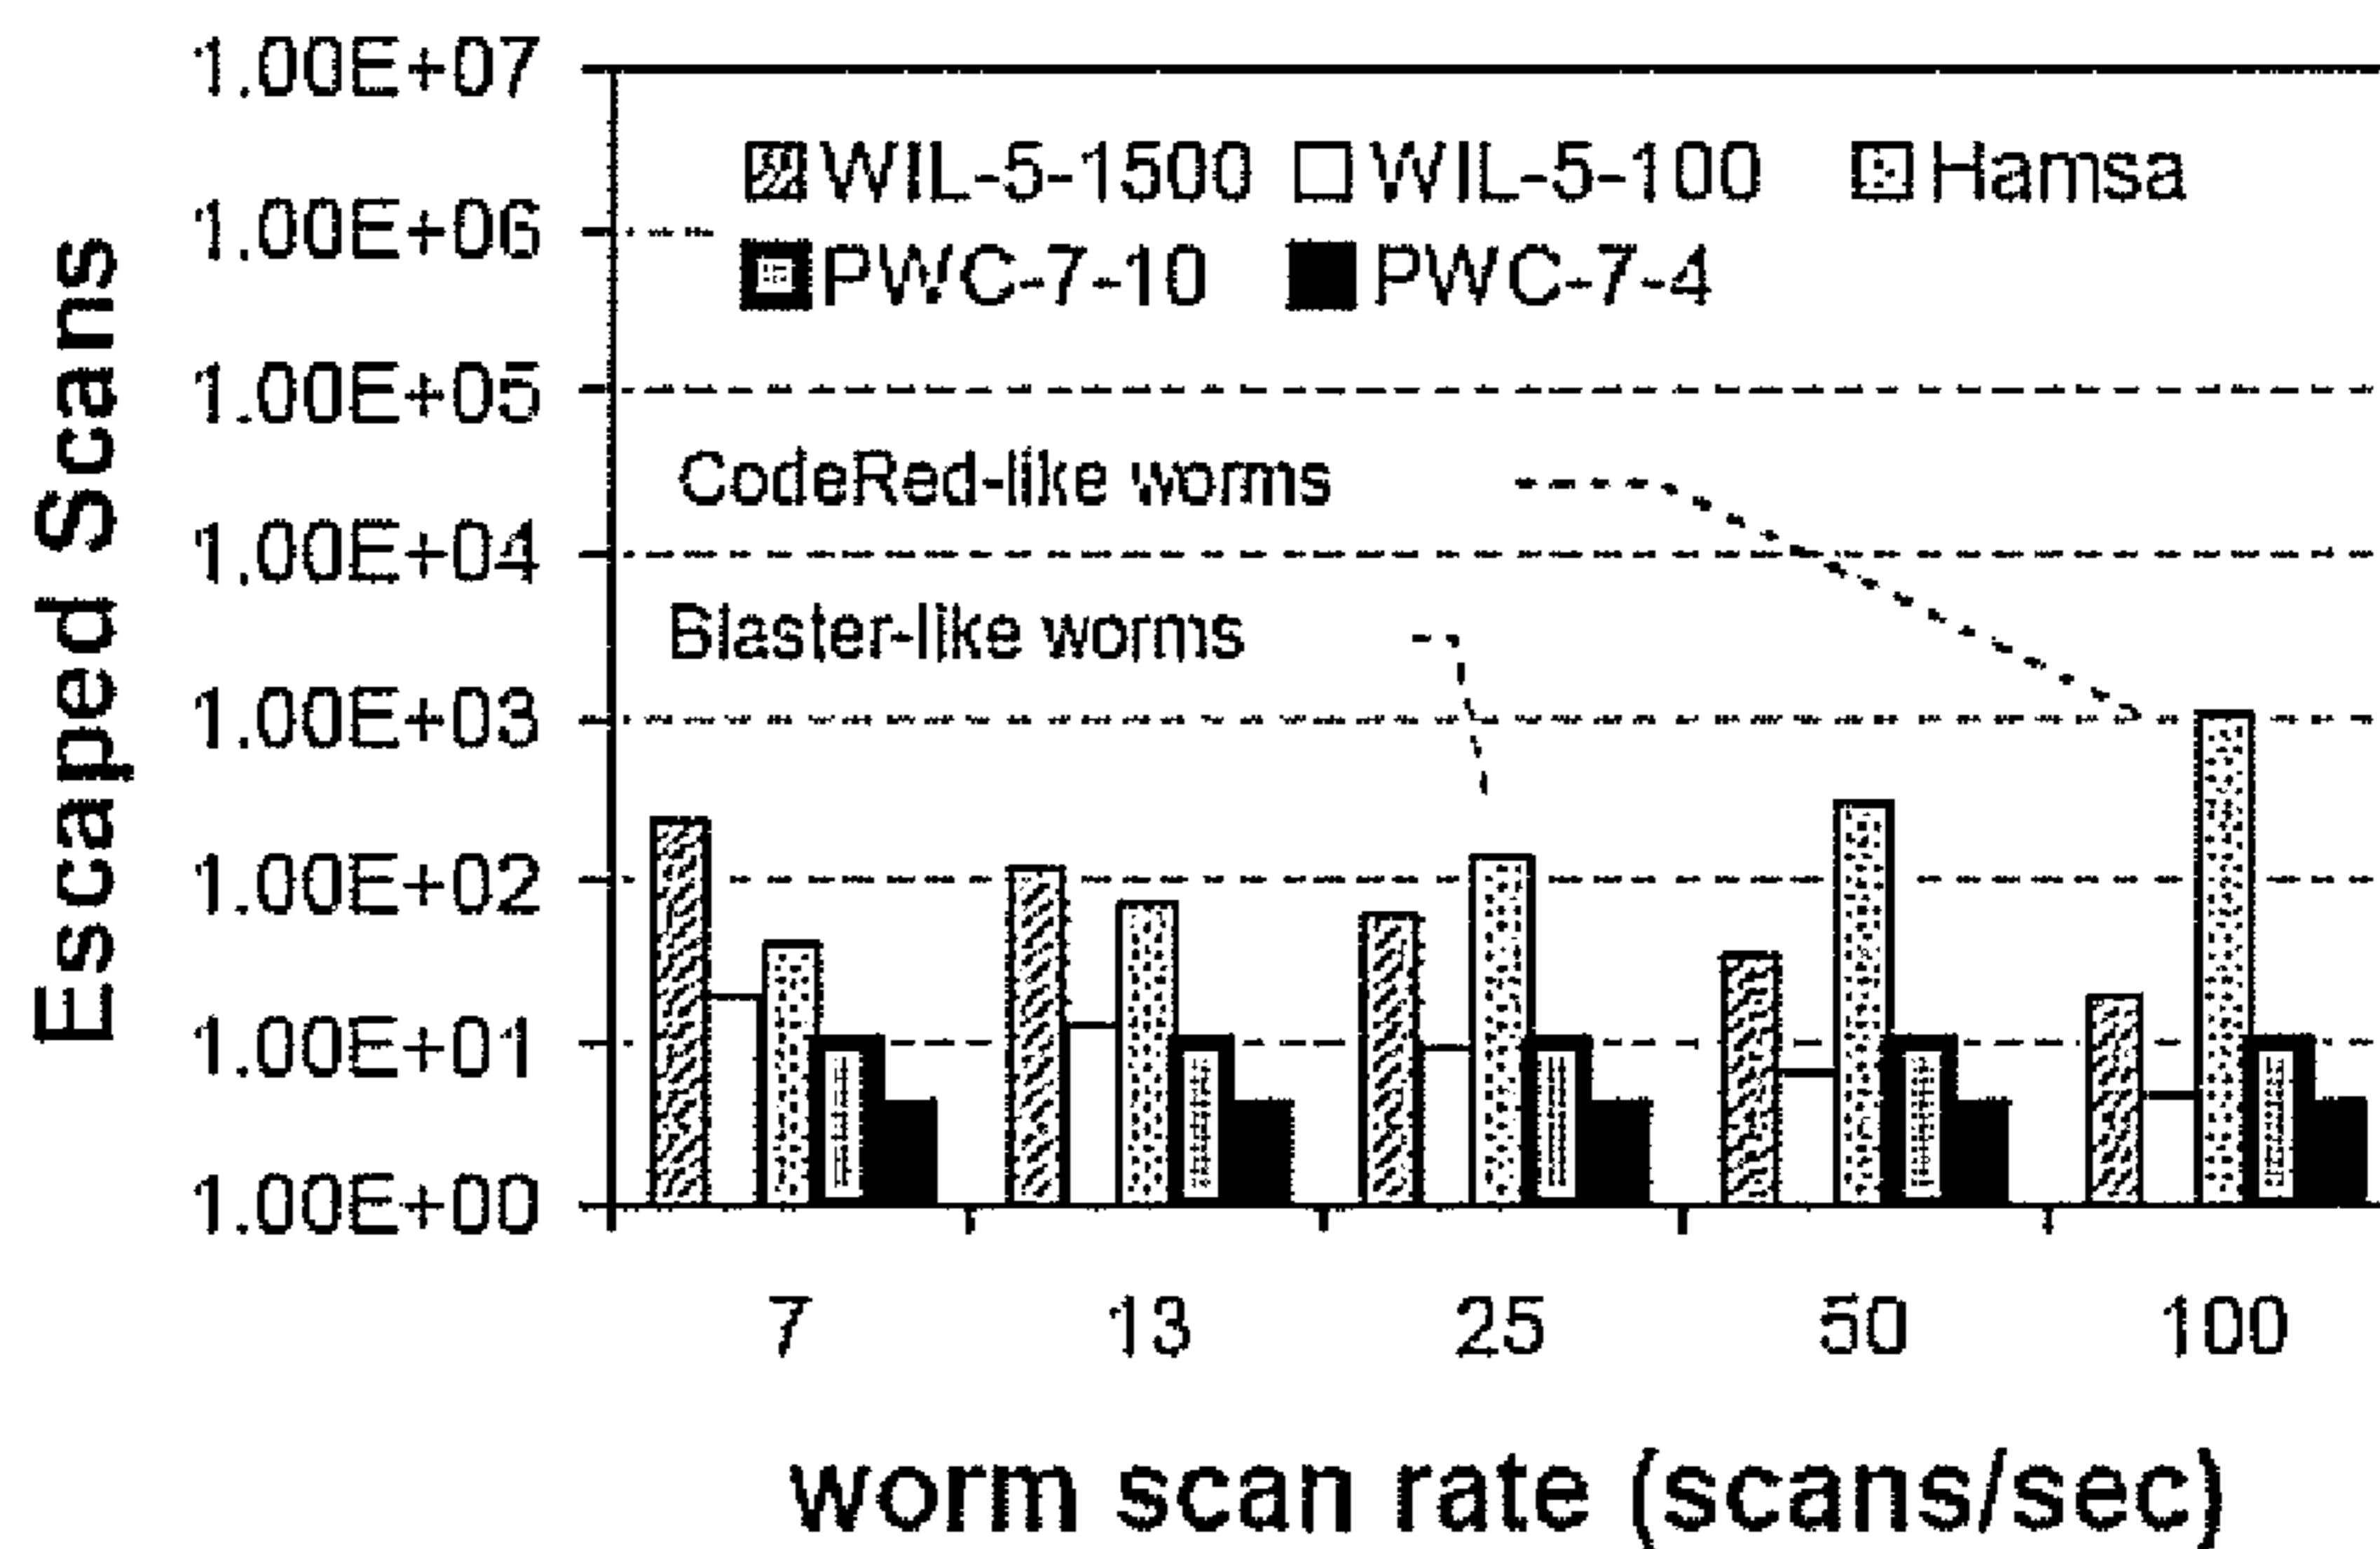 1.00E+07
WIL-5-1500 WIL-5-100 Hamsa
1.00E+06
PWC-7-10 PWC-7-4
1.00E+05
CodeRed-like worms
1.00E+04
Blaster-like worms
1.00E+03
1.00E+02
1.00E+01
1.00E+00
Escaped Scans
7 13 25 50 100
worm scan rate (scans/sec)